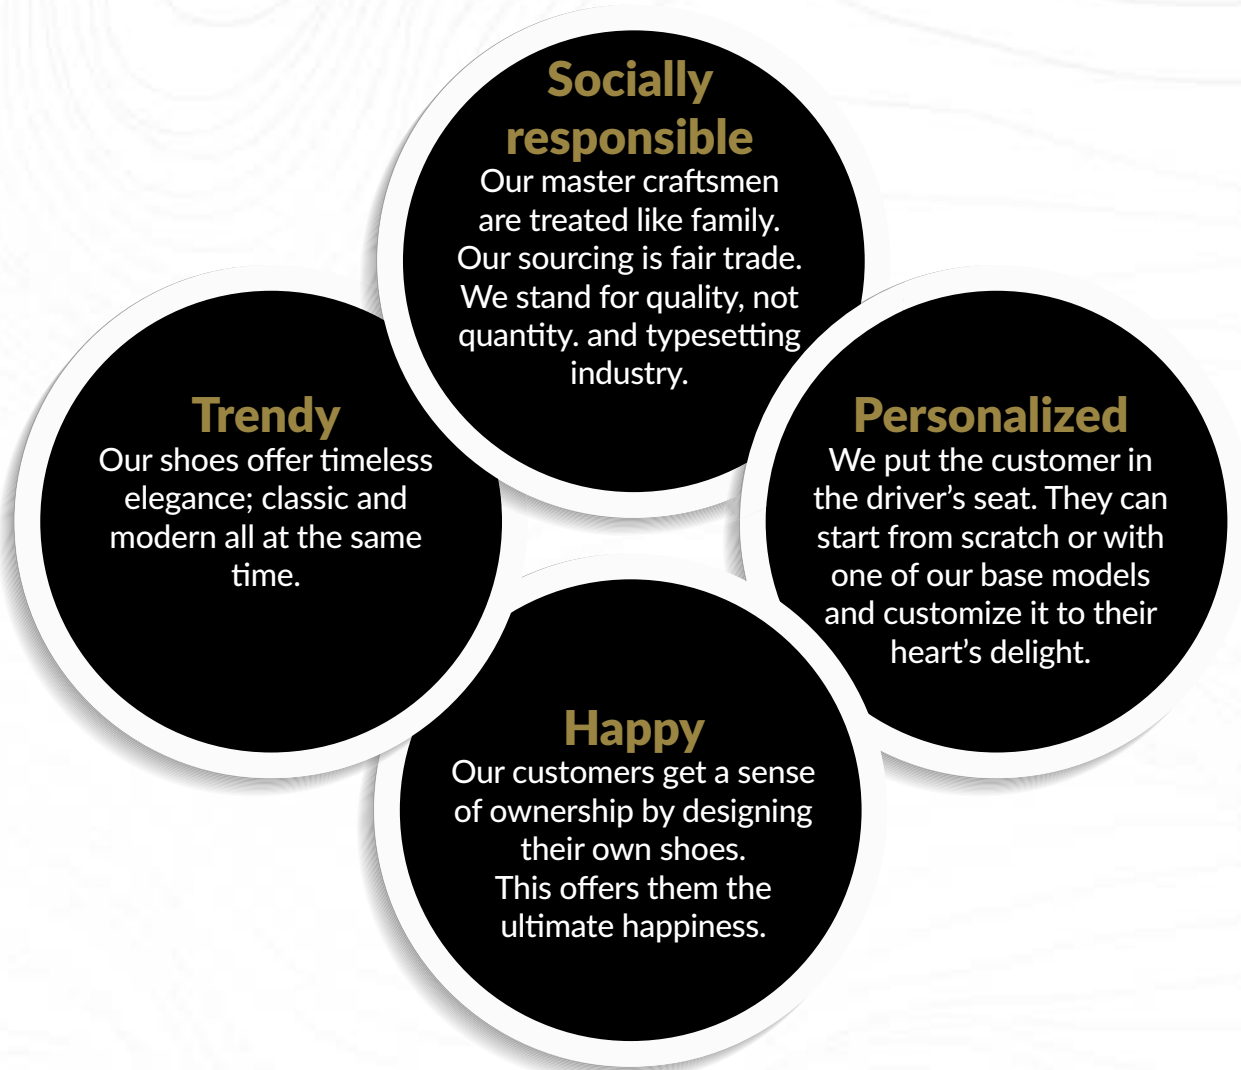 Socially
responsible
Our master craftsmen
are treated like family.
Our sourcing is fair trade.
We stand for quality, not
quantity. and typesetting
industry.
Trendy
Our shoes offer timeless
elegance; classic and
modern all at the same
time.
Personalized
We put the customer in
the driver’s seat. They can
start from scratch or with
one of our base models
and customize it to their
heart’s delight.
Happy
Our customers get a sense
of ownership by designing
their own shoes.
This offers them the
ultimate happiness.